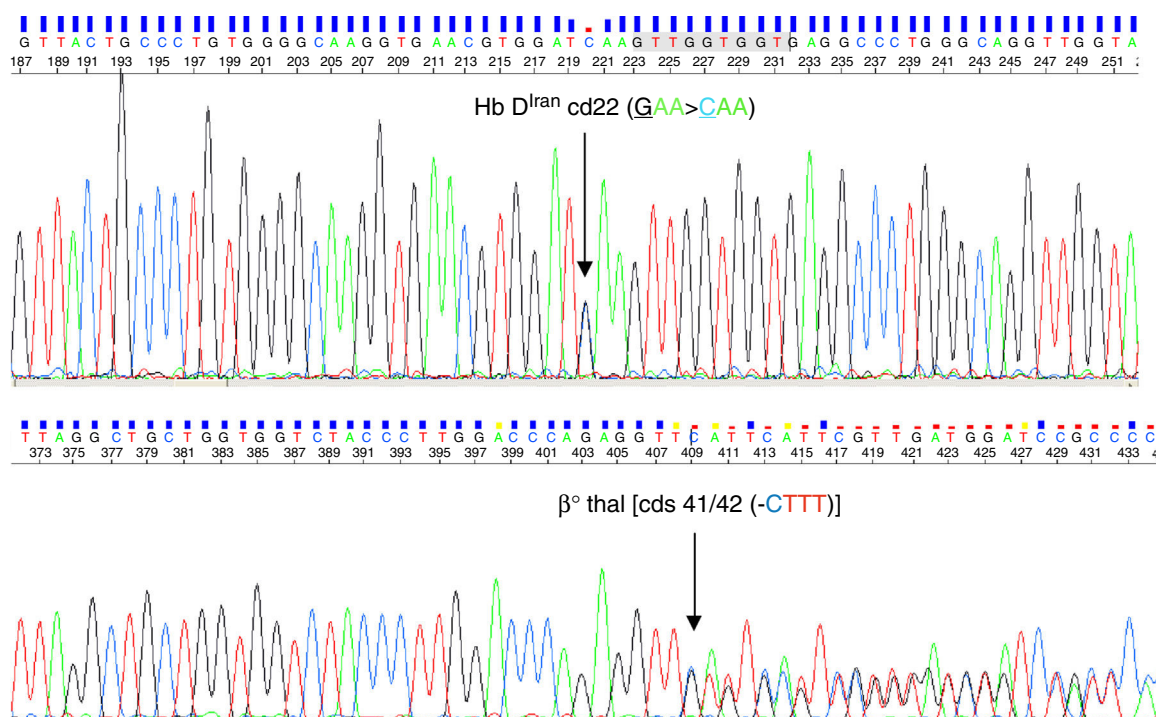 GTTACTGCCCTGTGGGGCAAGGTGAACGTGGATCAAGTTGGTGGTGAGGCCCTGGGCAGGTTGGTA
187 189 191 193 195 197 199 201 203 205 207 209 211 213 215 217 219 221 223 225 227 229 231 233 235 237 239 241 243 245 247 249 251
Hb D^Iran cd22 (GAA>CAA)
TTAGGCTGCTGGTGGTCTACCCTTGGACCCAGAGGTTCATTCATTCGTTGATGGATCCGCCCC
373 375 377 379 381 383 385 387 389 391 393 395 397 399 401 403 405 407 409 411 413 415 417 419 421 423 425 427 429 431 433
β° thal [cds 41/42 (-CTTT)]